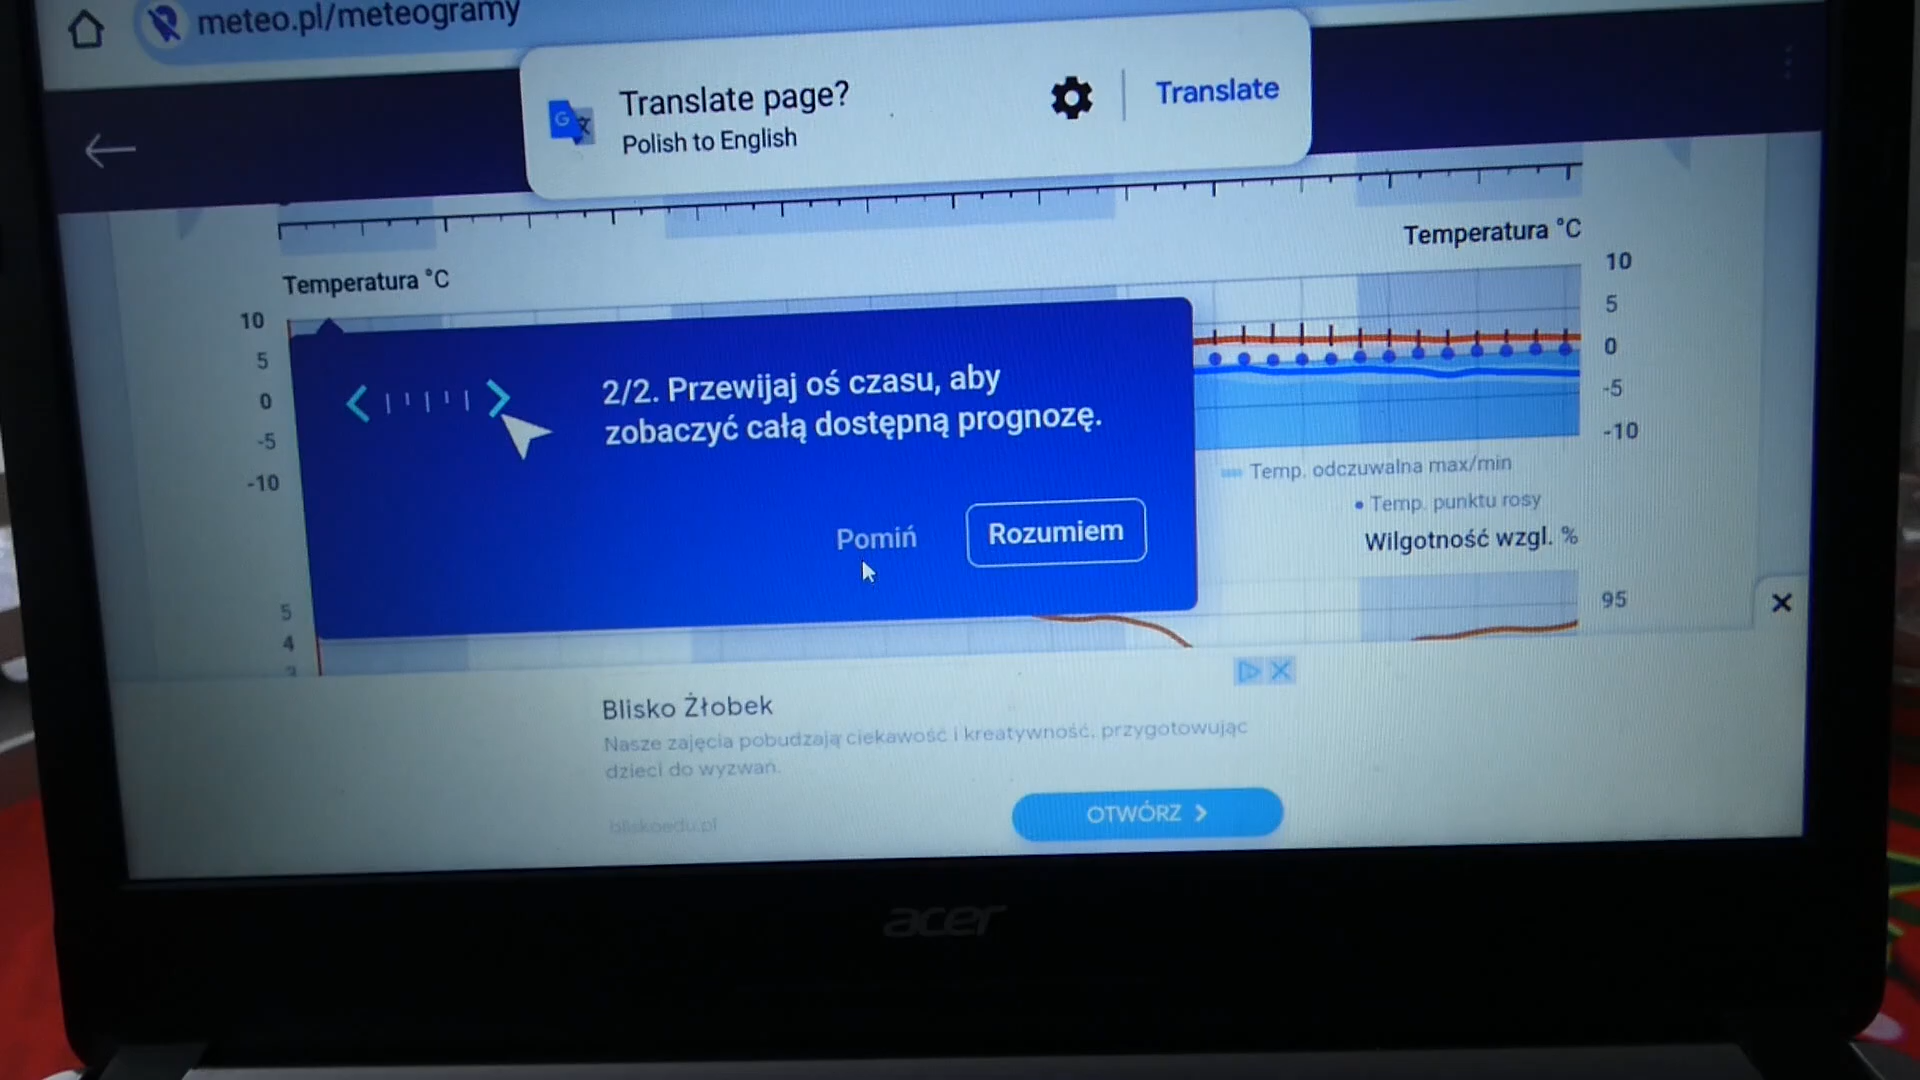 meteo.pl/meteogramy
Translate page?
Polish to English
Translate
Temperatura °C
Temperatura °C
10
5
0
-5
-10
10
5
0
-5
-10
2/2. Przewijaj oś czasu, aby
zobaczyć całą dostępną prognozę.
Pomiń
Rozumiem
Temp. odczuwalna max/min
• Temp. punktu rosy
Wilgotność wzgl. %
95
5
4
Blisko Żłobek
Nasze zajęcia pobudzają ciekawość i kreatywność, przygotowując
dzieci do wyzwań.
bliskoedu.pl
OTWÓRZ
acer